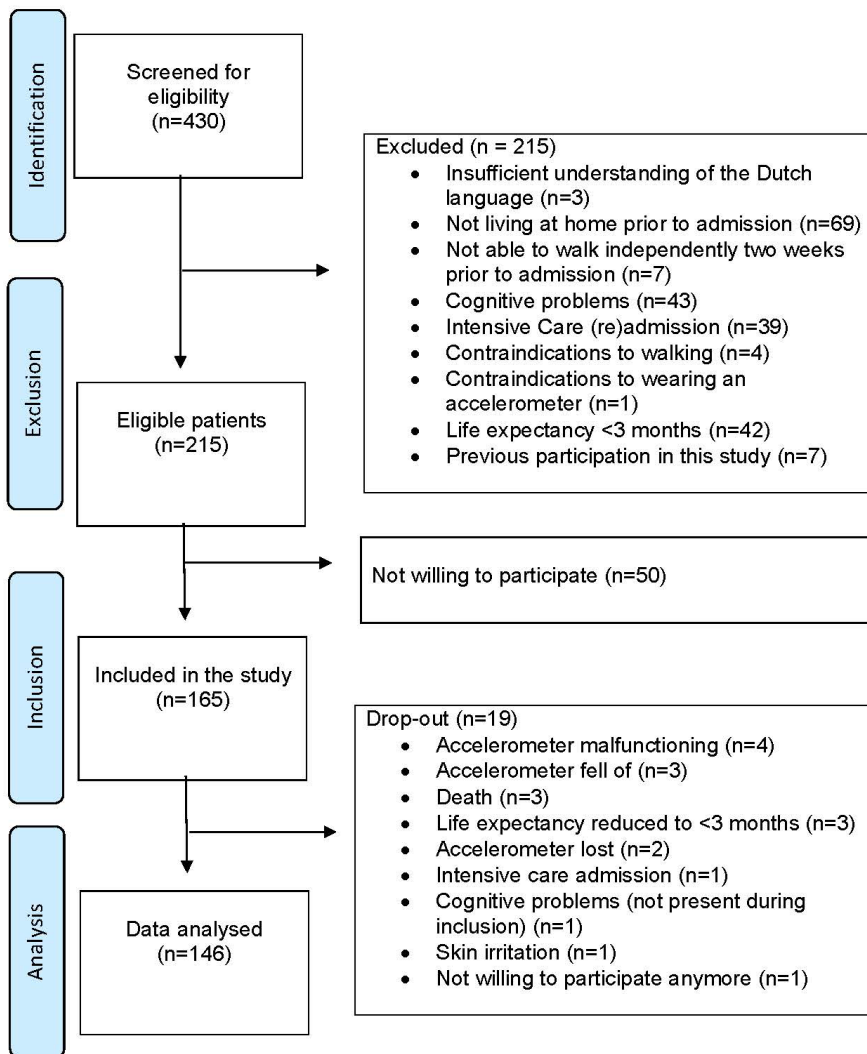 Identification
Screened for
eligibility
(n=430)
Excluded (n = 215)
• Insufficient understanding of the Dutch
language (n=3)
• Not living at home prior to admission (n=69)
• Not able to walk independently two weeks
prior to admission (n=7)
• Cognitive problems (n=43)
• Intensive Care (re)admission (n=39)
• Contraindications to walking (n=4)
• Contraindications to wearing an
accelerometer (n=1)
• Life expectancy <3 months (n=42)
• Previous participation in this study (n=7)
Exclusion
Eligible patients
(n=215)
Not willing to participate (n=50)
Inclusion
Included in the study
(n=165)
Drop-out (n=19)
• Accelerometer malfunctioning (n=4)
• Accelerometer fell of (n=3)
• Death (n=3)
• Life expectancy reduced to <3 months (n=3)
• Accelerometer lost (n=2)
• Intensive care admission (n=1)
• Cognitive problems (not present during
inclusion) (n=1)
• Skin irritation (n=1)
• Not willing to participate anymore (n=1)
Analysis
Data analysed
(n=146)